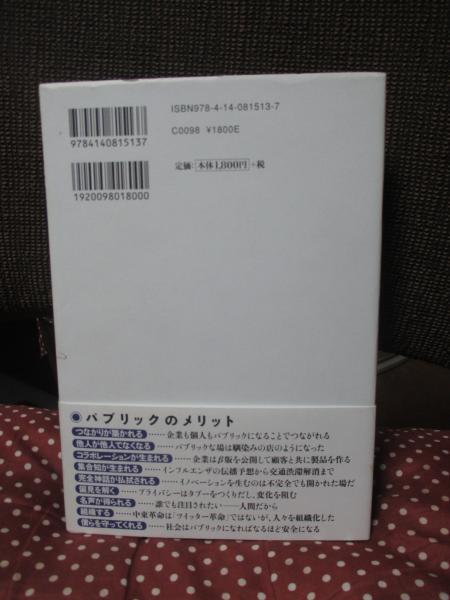 ISBN978-4-14-081513-7
C0098 ¥1800E
9784140815137
定価:本体1,800円+税
1920098018000
◉パブリックのメリット
つながりが築かれる……企業も個人もパブリックになることでつながれる
他人が他人でなくなる……パブリックな場は馴染みの店のようになった
コラボレーションが生まれる……企業はβ版を公開して顧客と共に製品を作る
集合知が生まれる……インフルエンザの伝播予想から交通渋滞解消まで
完全神話が払拭される……イノベーションを生むのは不完全でも開かれた場だ
偏見を解く……プライバシーはタブーをつくりだし、変化を阻む
名声が得られる……誰でも注目されたい——人間だから
組織する……中東革命は「ツイッター革命」ではないが、人々を組織化した
僕らを守ってくれる……社会はパブリックになればなるほど安全になる